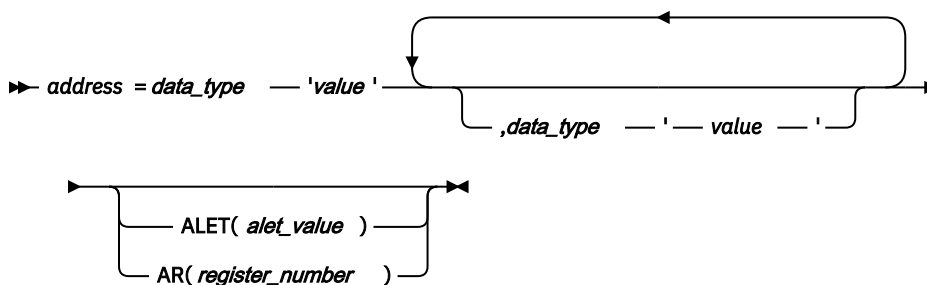 address = data_type 'value '
,data_type ' value '
ALET( alet_value )
AR( register_number )